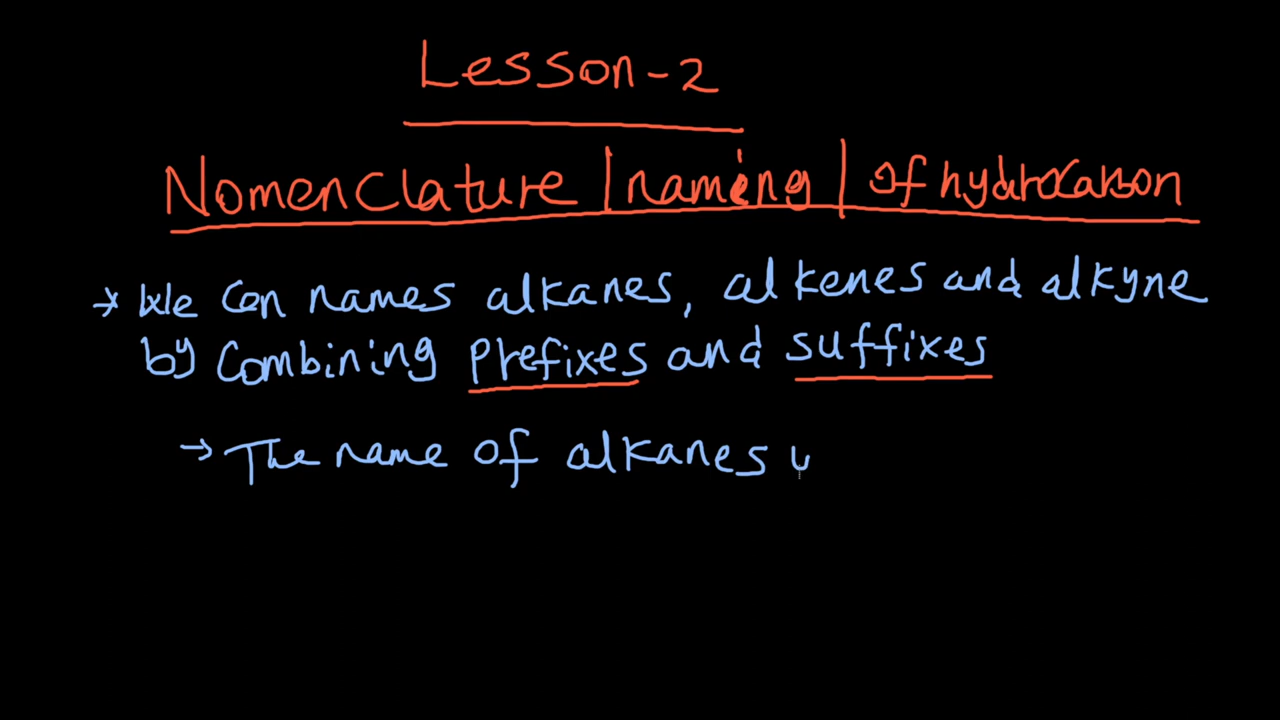 Lesson-2
Nomenclature |naming| of hydrocarbon
→ We can names alkanes, alkenes and alkyne
by combining prefixes and suffixes
→ The name of alkanes